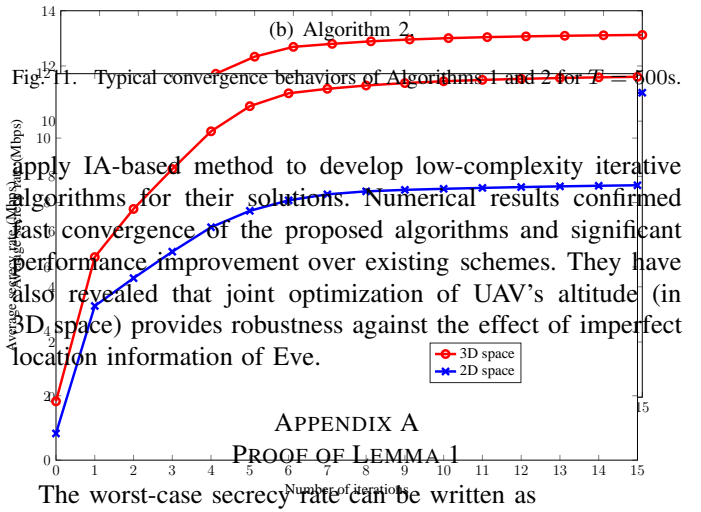 14
(b) Algorithm 2.
12
Fig. 11. Typical convergence behaviors of Algorithms 1 and 2 for T = 600s.
10
apply IA-based method to develop low-complexity iterative
algorithms for their solutions. Numerical results confirmed
fast convergence of the proposed algorithms and significant
performance improvement over existing schemes. They have
also revealed that joint optimization of UAV's altitude (in
3D space) provides robustness against the effect of imperfect
location information of Eve.
Average secrecy rate (Mbps)
3D space
2D space
2
15
APPENDIX A
PROOF OF LEMMA 1
0
0 1 2 3 4 5 6 7 8 9 10 11 12 13 14 15
Number of iterations
The worst-case secrecy rate can be written as